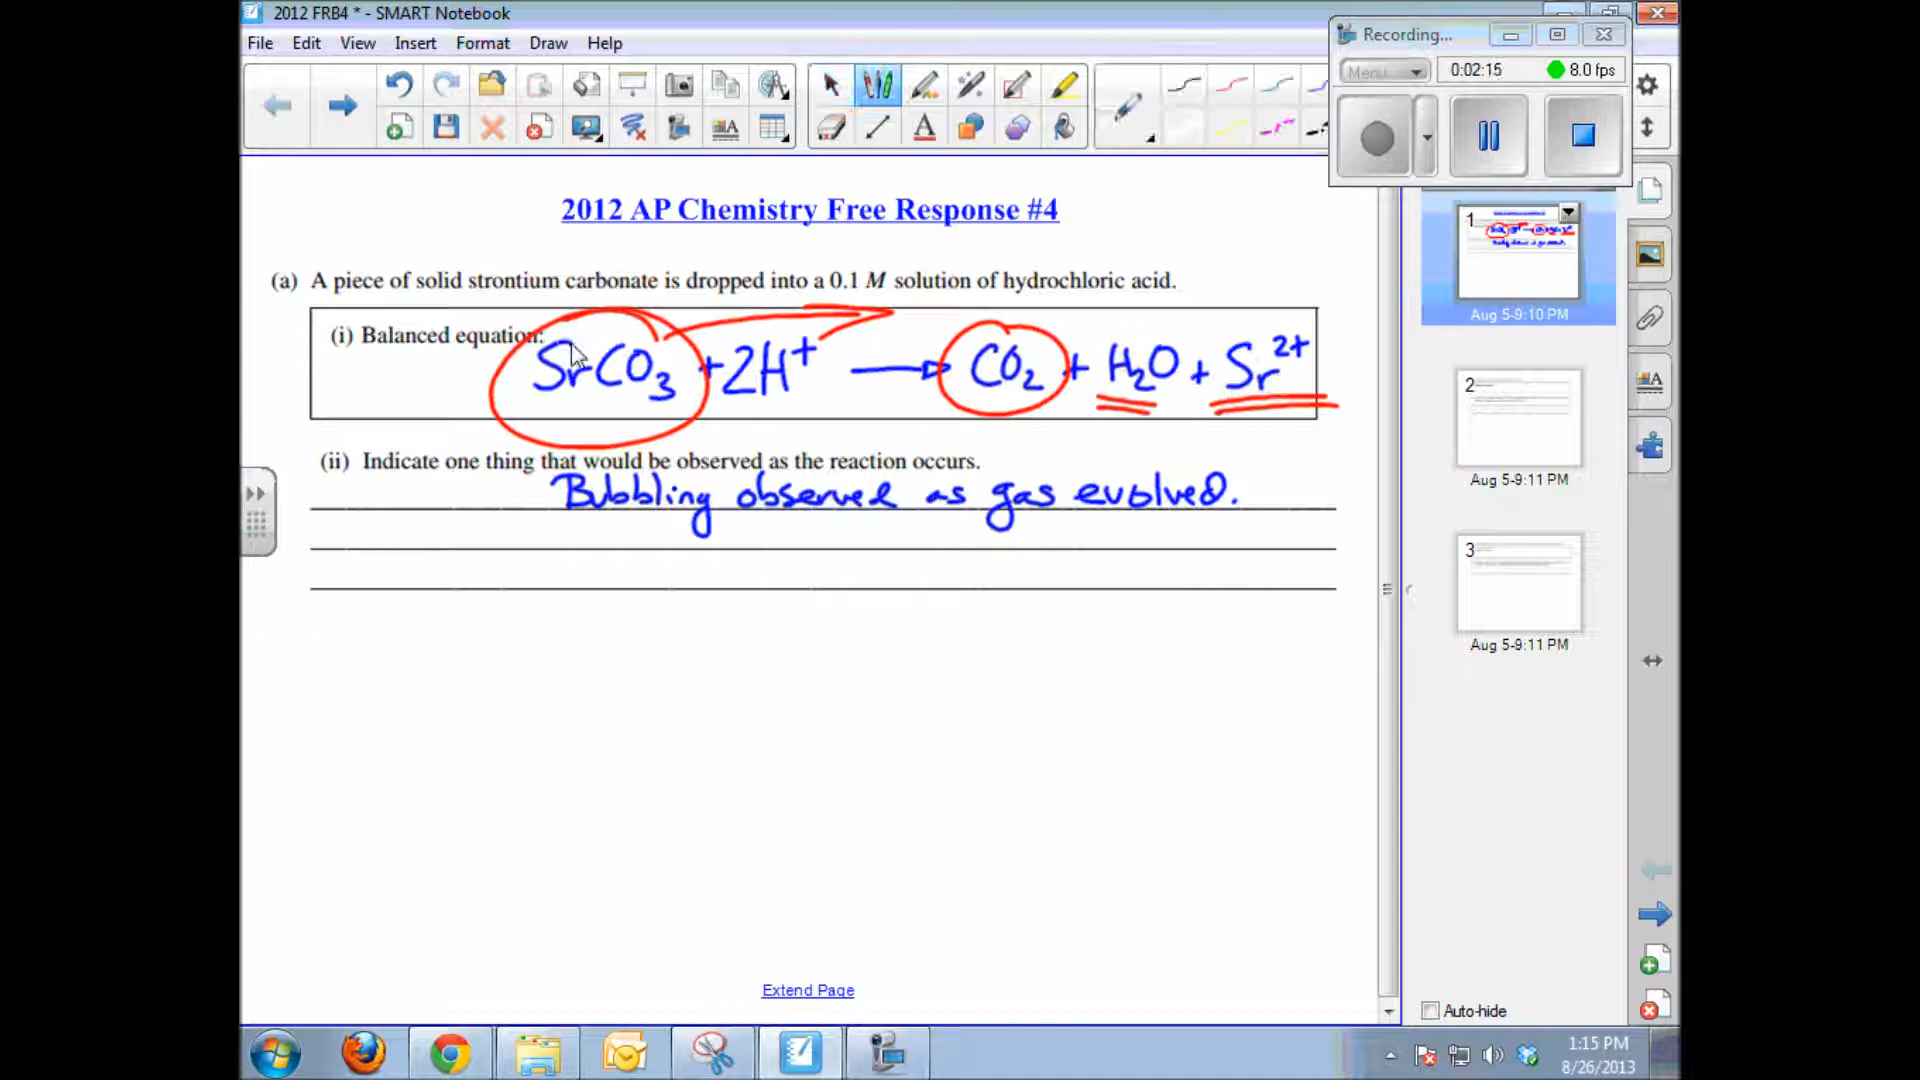 2012 FRB4 * - SMART Notebook
File Edit View Insert Format Draw Help
Recording...
Menu 0:02:15 8.0 fps
2012 AP Chemistry Free Response #4
(a) A piece of solid strontium carbonate is dropped into a 0.1 M solution of hydrochloric acid.
(i) Balanced equation:
SrCO₃ + 2H⁺ → CO₂ + H₂O + Sr²⁺
(ii) Indicate one thing that would be observed as the reaction occurs.
Bubbling observed as gas evolved.
Extend Page
1
Aug 5-9:10 PM
2
Aug 5-9:11 PM
3
Aug 5-9:11 PM
Auto-hide
1:15 PM
8/26/2013